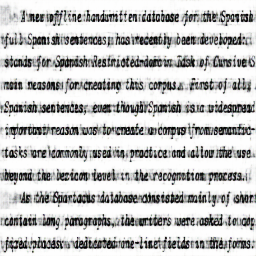 A new offline handwritten database for the Spanish
full Spanish sentences, has recently been developed:
stands for Spanish Restricted-domain Task of Cursive S
main reasons for creating this corpus. First of all,
Spanish sentences, even though Spanish is a widespread
important reason was to create a corpus from semantic-
tasks are commonly used in practice and allow the use
beyond the lexicon level in the recognition process.
As the Spartacus database consisted mainly of short
contain long paragraphs, the writers were asked to cop
fixed places: dedicated one-line fields in the forms.